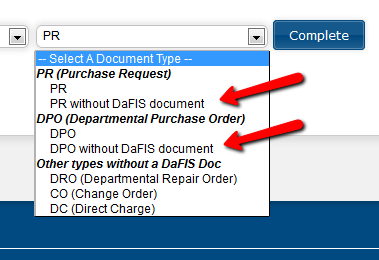 PR
Complete
-- Select A Document Type --
PR (Purchase Request)
PR
PR without DaFIS document
DPO (Departmental Purchase Order)
DPO
DPO without DaFIS document
Other types without a DaFIS Doc
DRO (Departmental Repair Order)
CO (Change Order)
DC (Direct Charge)